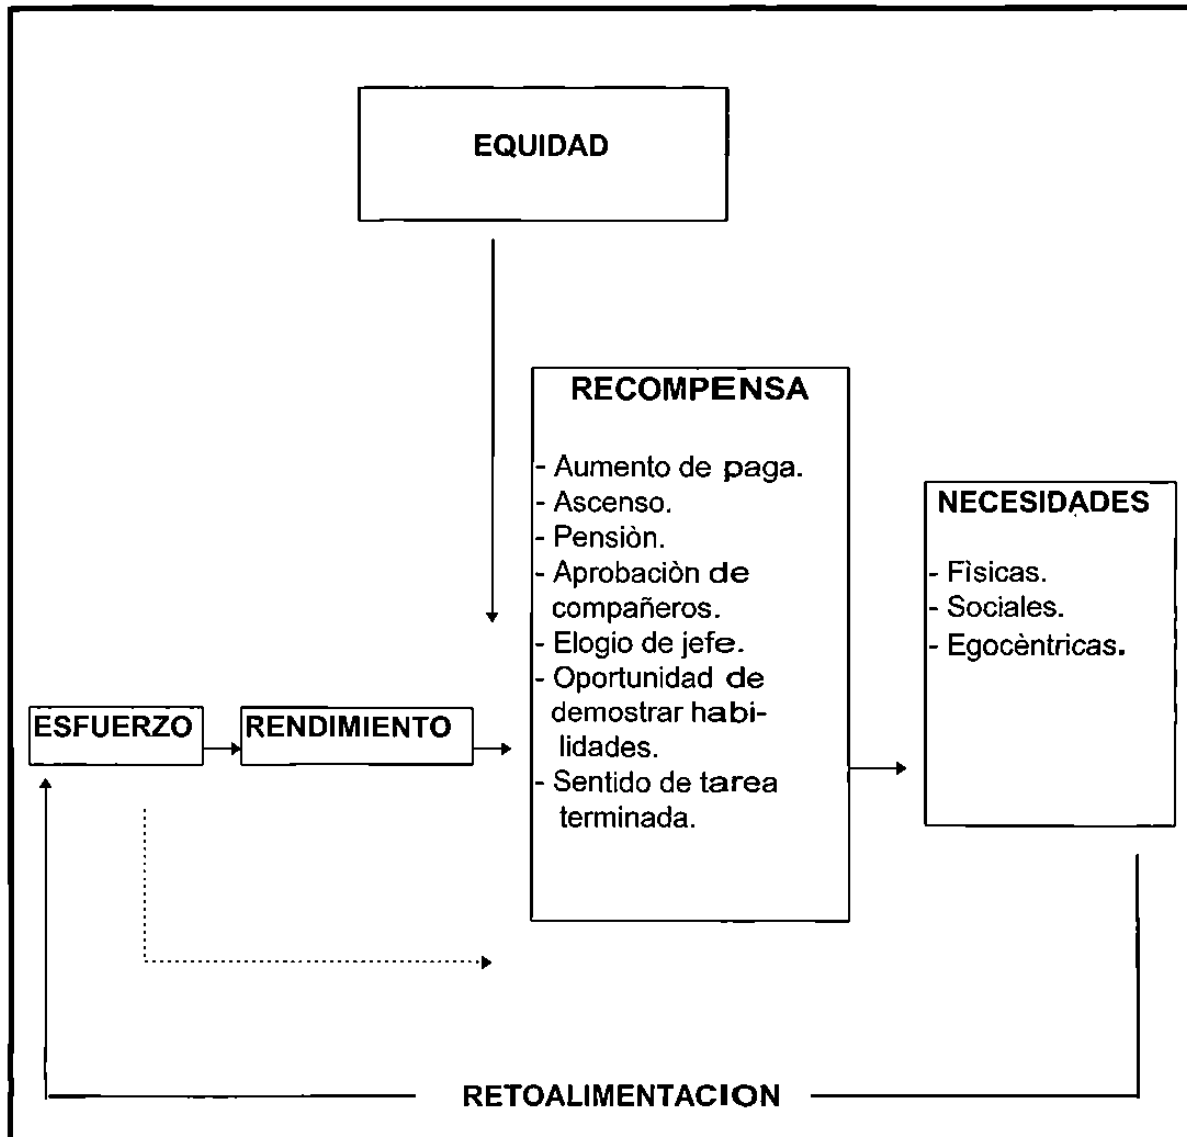 EQUIDAD
RECOMPENSA
- Aumento de paga.
- Ascenso.
- Pensiòn.
- Aprobaciòn de
compañeros.
- Elogio de jefe.
- Oportunidad de
demostrar habi-
lidades.
- Sentido de tarea
terminada.
NECESIDADES
- Fìsicas.
- Sociales.
- Egocèntricas.
ESFUERZO
RENDIMIENTO
RETOALIMENTACION